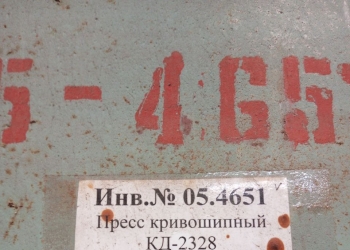 5-465
Инв.№ 05.4651
Пресс кривошипный
КД-2328